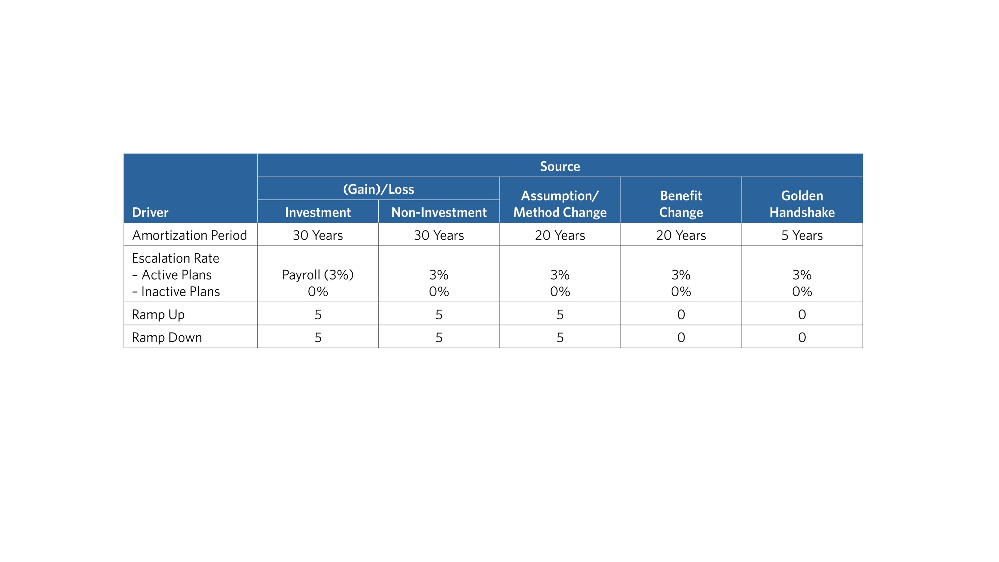 Source
(Gain)/Loss
Assumption/
Method Change
Benefit
Change
Golden
Handshake
Driver
Investment
Non-Investment
Amortization Period
30 Years
30 Years
20 Years
20 Years
5 Years
Escalation Rate
– Active Plans
Payroll (3%)
3%
3%
3%
3%
– Inactive Plans
0%
0%
0%
0%
0%
Ramp Up
5
5
5
0
0
Ramp Down
5
5
5
0
0